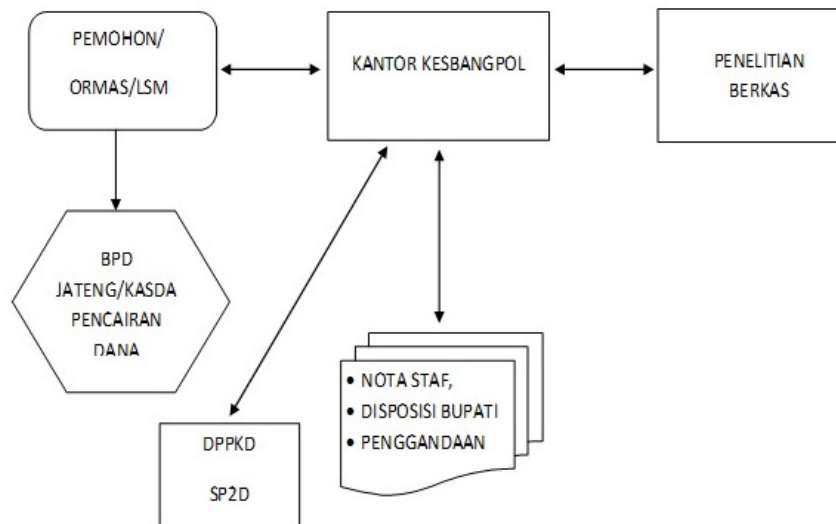 PEMOHON/
ORMAS/LSM
KANTOR KESBANGPOL
PENELITIAN
BERKAS
BPD
JATENG/KASDA
PENCAIRAN
DANA
• NOTA STAF,
• DISPOSISI BUPATI
• PENGGANDAAN
DPPKD
SP2D